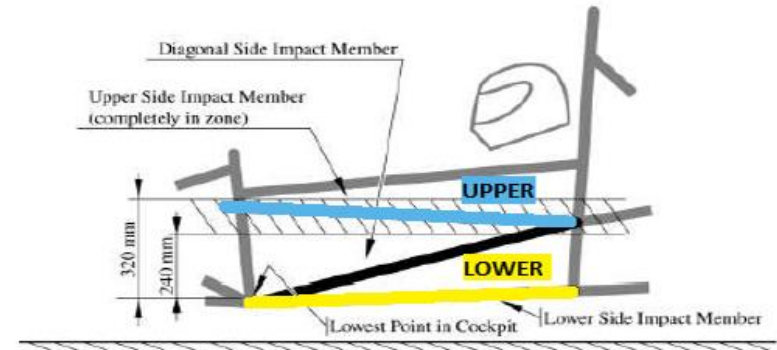 Diagonal Side Impact Member
Upper Side Impact Member
(completely in zone)
UPPER
320 mm
240 mm
LOWER
Lowest Point in Cockpit
Lower Side Impact Member